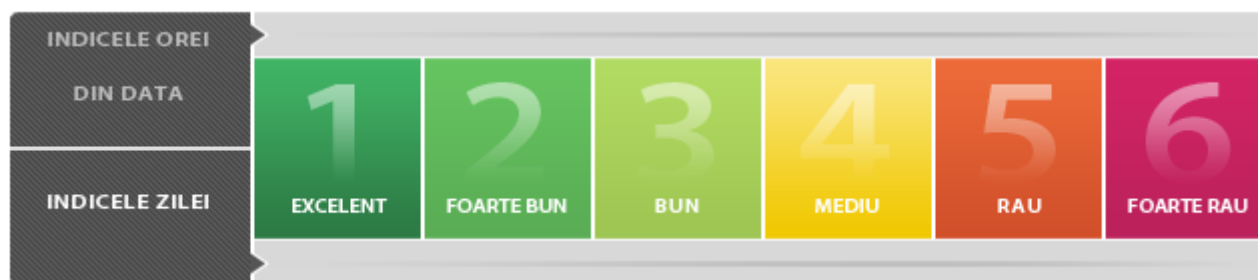 INDICELE OREI
DIN DATA
INDICELE ZILEI
1
EXCELENT
2
FOARTE BUN
3
BUN
4
MEDIU
5
RAU
6
FOARTE RAU